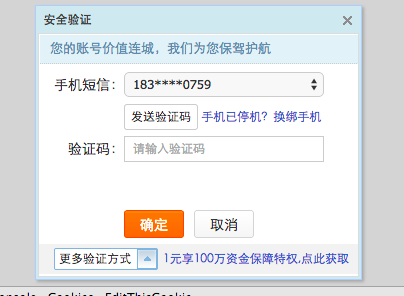 安全验证
您的账号价值连城，我们为您保驾护航
手机短信： 183****0759
发送验证码 手机已停机？换绑手机
验证码： 请输入验证码
确定 取消
更多验证方式 1元享100万资金保障特权,点此获取
Cookies EditThisCookie